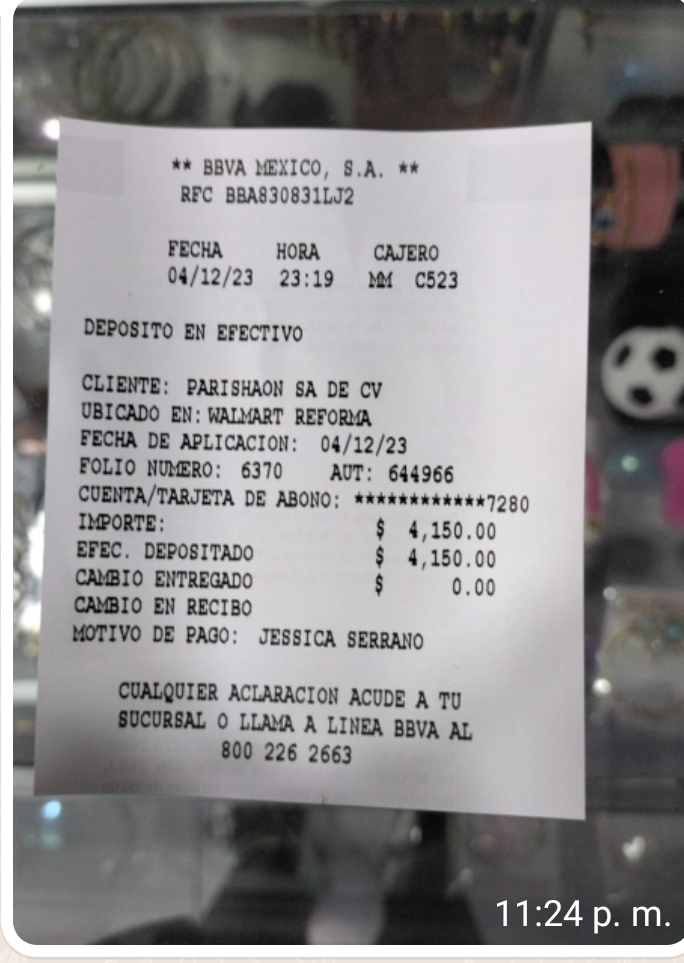 ** BBVA MEXICO, S.A. **
RFC BBA830831LJ2
FECHA HORA CAJERO
04/12/23 23:19 MM C523
DEPOSITO EN EFECTIVO
CLIENTE: PARISHAON SA DE CV
UBICADO EN: WALMART REFORMA
FECHA DE APLICACION: 04/12/23
FOLIO NUMERO: 6370 AUT: 644966
CUENTA/TARJETA DE ABONO: ************7280
IMPORTE: $ 4,150.00
EFEC. DEPOSITADO $ 4,150.00
CAMBIO ENTREGADO $ 0.00
CAMBIO EN RECIBO
MOTIVO DE PAGO: JESSICA SERRANO
CUALQUIER ACLARACION ACUDE A TU
SUCURSAL O LLAMA A LINEA BBVA AL
800 226 2663
11:24 p. m.